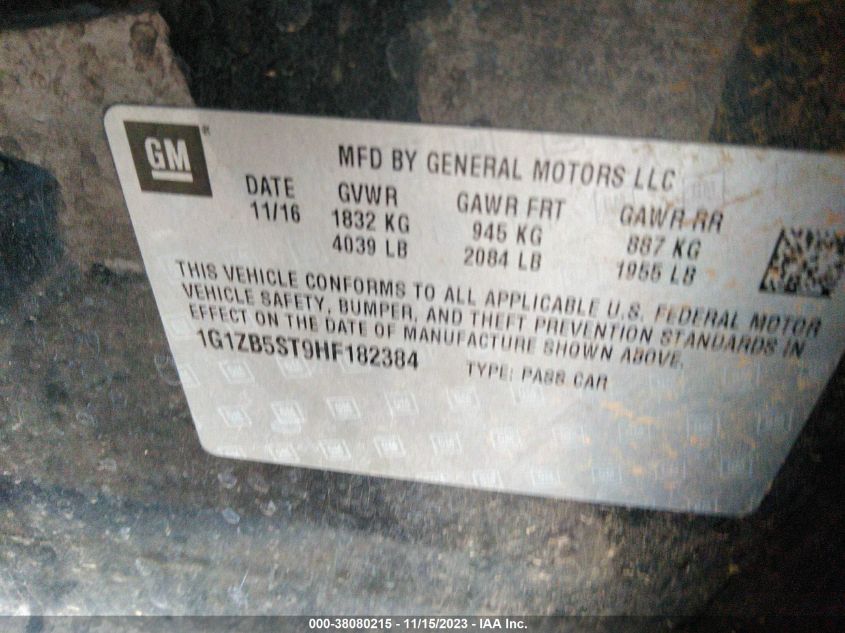 GM
MFD BY GENERAL MOTORS LLC
DATE GVWR GAWR FRT GAWR RR
11/16 1832 KG 945 KG 887 KG
4039 LB 2084 LB 1955 LB
THIS VEHICLE CONFORMS TO ALL APPLICABLE U.S. FEDERAL MOTOR
VEHICLE SAFETY, BUMPER, AND THEFT PREVENTION STANDARDS IN
EFFECT ON THE DATE OF MANUFACTURE SHOWN ABOVE.
1G1ZB5ST9HF182384 TYPE: PASS CAR
000-38080215 - 11/15/2023 - IAA Inc.